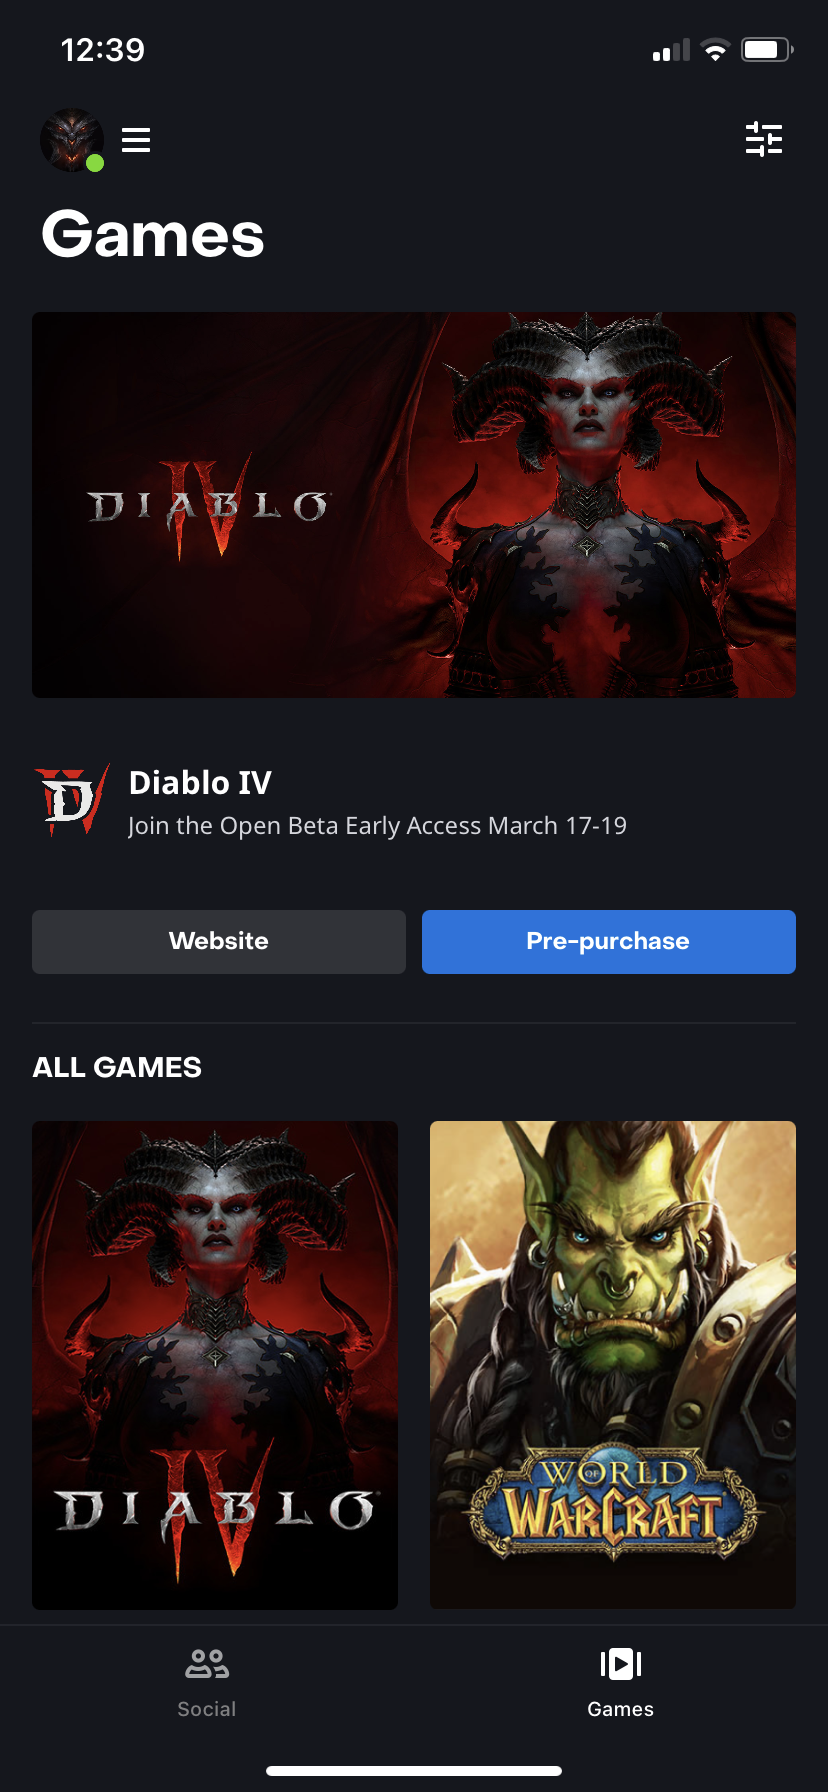 12:39
Games
DIABLO IV
Diablo IV
Join the Open Beta Early Access March 17-19
Website
Pre-purchase
ALL GAMES
DIABLO IV
WORLD OF WARCRAFT
Social
Games